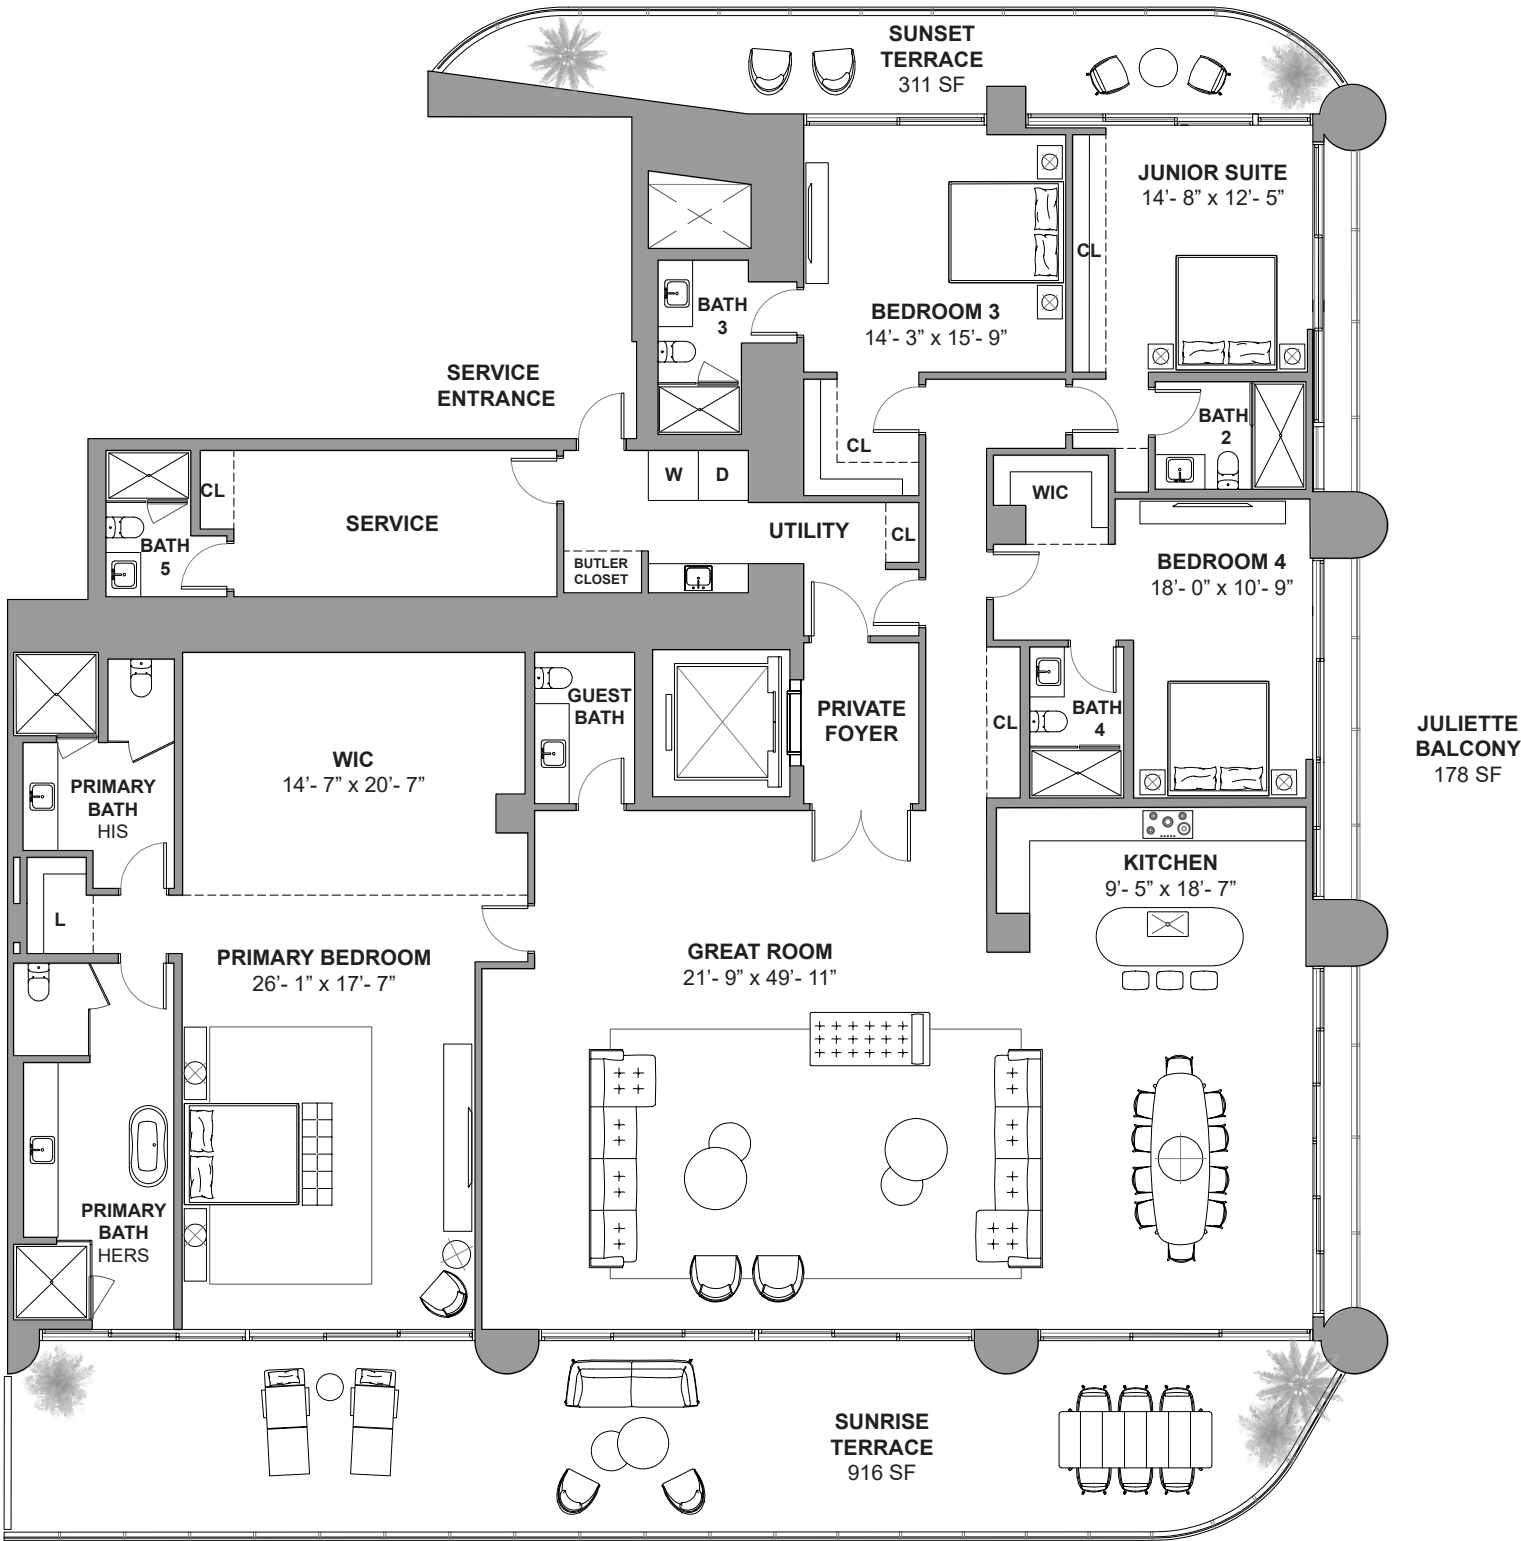 SUNSET
TERRACE
311 SF
JUNIOR SUITE
14'- 8” x 12'- 5”
CL
BATH
3
BEDROOM 3
14'- 3” x 15'- 9”
SERVICE
ENTRANCE
BATH
2
CL
W
D
CL
WIC
SERVICE
UTILITY
CL
BATH
5
BUTLER
CLOSET
BEDROOM 4
18'- 0” x 10'- 9”
GUEST
BATH
PRIVATE
FOYER
CL
BATH
4
JULIETTE
BALCONY
178 SF
WIC
14'- 7” x 20'- 7”
PRIMARY
BATH
HIS
KITCHEN
9'- 5” x 18'- 7”
L
PRIMARY BEDROOM
26'- 1” x 17'- 7”
GREAT ROOM
21'- 9” x 49'- 11”
PRIMARY
BATH
HERS
SUNRISE
TERRACE
916 SF